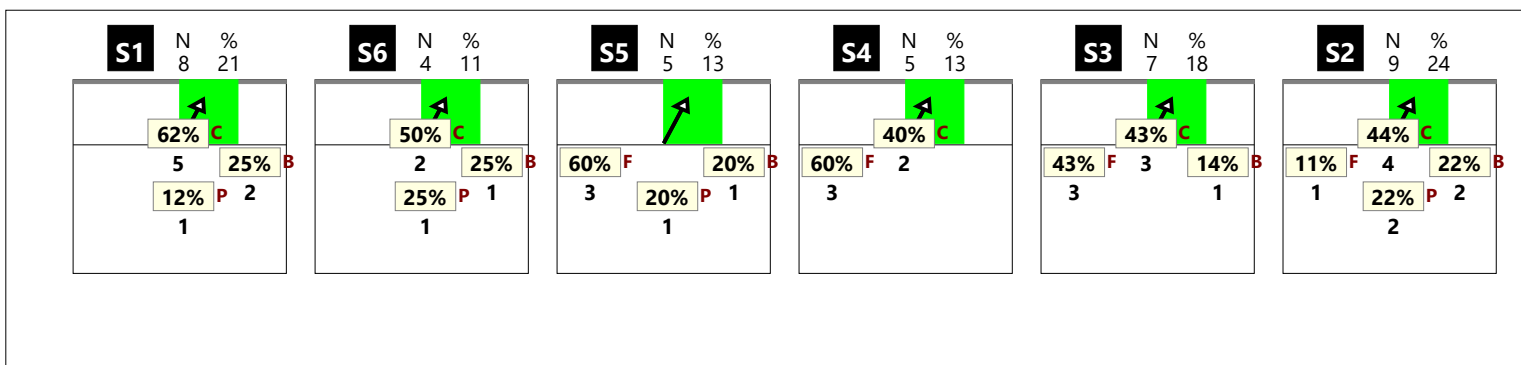 S1 N % 8 21
62% C
5 25% B
12% P 2
1
S6 N % 4 11
50% C
2 25% B
25% P 1
1
S5 N % 5 13
60% F 20% B
3 20% P 1
1
S4 N % 5 13
40% C
60% F 2
3
S3 N % 7 18
43% C
43% F 3 14% B
3 1
S2 N % 9 24
44% C
11% F 4 22% B
1 22% P 2
2